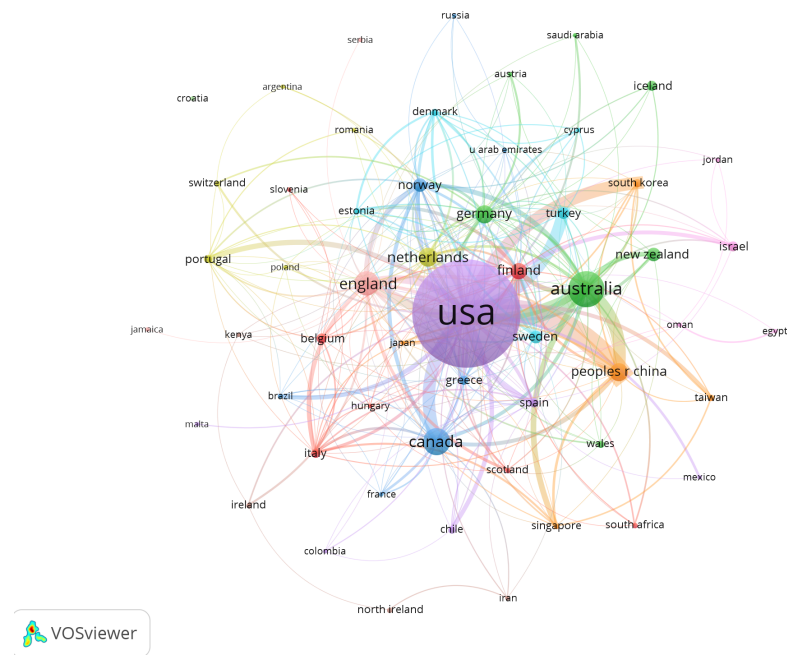 russia
saudi arabia
serbia
austria
iceland
argentina
croatia
denmark
romania
cyprus
u arab emirates
jordan
switzerland
slovenia
norway
south korea
estonia
germany
turkey
portugal
poland
netherlands
finland
new zealand
israel
england
australia
usa
jamaica
kenya
belgium
japan
sweden
oman
egypt
greece
peoples r china
brazil
hungary
spain
taiwan
malta
italy
canada
wales
scotland
mexico
ireland
france
chile
singapore
south africa
colombia
iran
north ireland
VOSviewer